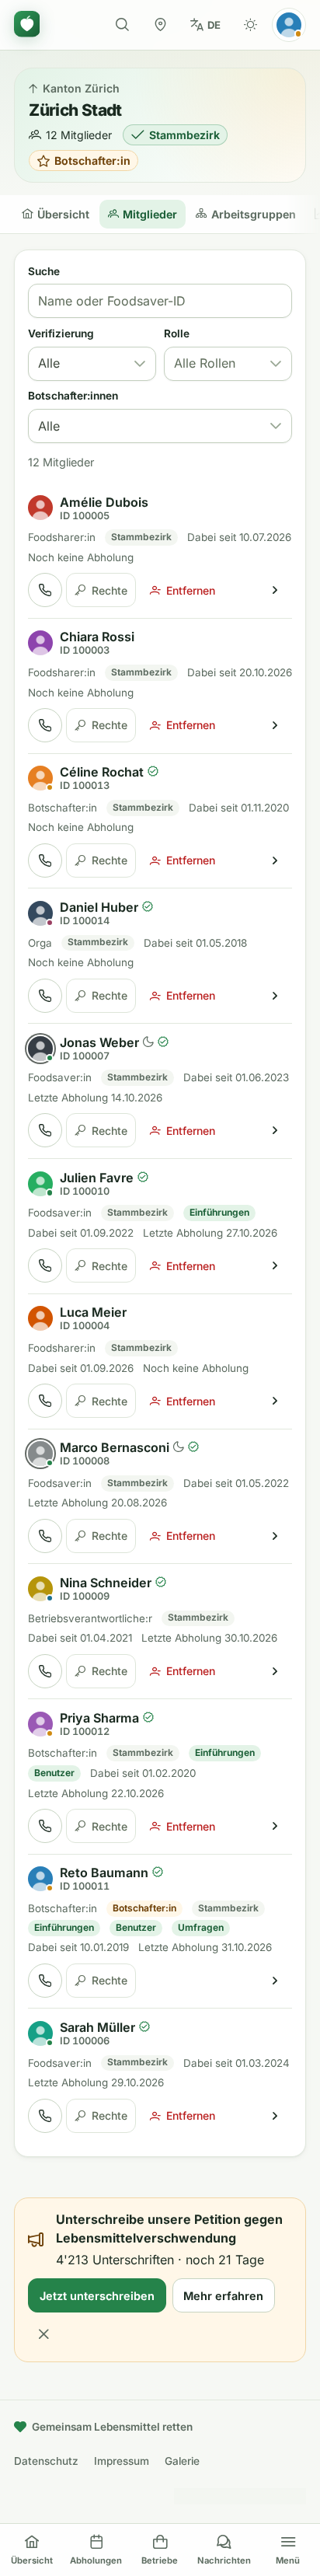 DE
Kanton Zürich
Zürich Stadt
12 Mitglieder Stammbezirk
Botschafter:in
Übersicht Mitglieder Arbeitsgruppen
Suche
Name oder Foodsaver-ID
Verifizierung Rolle
Alle Alle Rollen
Botschafter:innen
Alle
12 Mitglieder
Amélie Dubois
ID 100005
Foodsharer:in Stammbezirk Dabei seit 10.07.2026
Noch keine Abholung
Rechte Entfernen
Chiara Rossi
ID 100003
Foodsharer:in Stammbezirk Dabei seit 20.10.2026
Noch keine Abholung
Rechte Entfernen
Céline Rochat
ID 100013
Botschafter:in Stammbezirk Dabei seit 01.11.2020
Noch keine Abholung
Rechte Entfernen
Daniel Huber
ID 100014
Orga Stammbezirk Dabei seit 01.05.2018
Noch keine Abholung
Rechte Entfernen
Jonas Weber
ID 100007
Foodsaver:in Stammbezirk Dabei seit 01.06.2023
Letzte Abholung 14.10.2026
Rechte Entfernen
Julien Favre
ID 100010
Foodsaver:in Stammbezirk Einführungen
Dabei seit 01.09.2022 Letzte Abholung 27.10.2026
Rechte Entfernen
Luca Meier
ID 100004
Foodsharer:in Stammbezirk
Dabei seit 01.09.2026 Noch keine Abholung
Rechte Entfernen
Marco Bernasconi
ID 100008
Foodsaver:in Stammbezirk Dabei seit 01.05.2022
Letzte Abholung 20.08.2026
Rechte Entfernen
Nina Schneider
ID 100009
Betriebsverantwortliche:r Stammbezirk
Dabei seit 01.04.2021 Letzte Abholung 30.10.2026
Rechte Entfernen
Priya Sharma
ID 100012
Botschafter:in Stammbezirk Einführungen
Benutzer Dabei seit 01.02.2020
Letzte Abholung 22.10.2026
Rechte Entfernen
Reto Baumann
ID 100011
Botschafter:in Botschafter:in Stammbezirk
Einführungen Benutzer Umfragen
Dabei seit 10.01.2019 Letzte Abholung 31.10.2026
Rechte
Sarah Müller
ID 100006
Foodsaver:in Stammbezirk Dabei seit 01.03.2024
Letzte Abholung 29.10.2026
Rechte Entfernen
Unterschreibe unsere Petition gegen
Lebensmittelverschwendung
4'213 Unterschriften · noch 21 Tage
Jetzt unterschreiben Mehr erfahren
Gemeinsam Lebensmittel retten
Datenschutz Impressum Galerie
Übersicht Abholungen Betriebe Nachrichten Menü